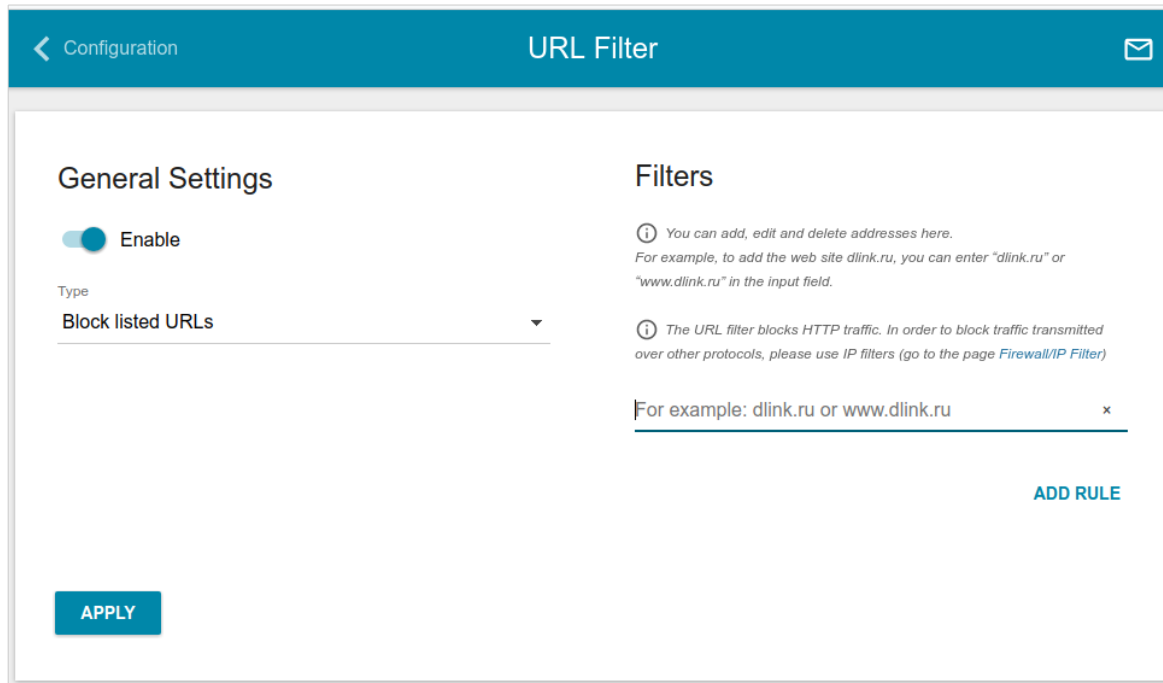 Configuration
URL Filter
General Settings
Enable
Type
Block listed URLs
APPLY
Filters
You can add, edit and delete addresses here.
For example, to add the web site dlink.ru, you can enter “dlink.ru” or
“www.dlink.ru” in the input field.
The URL filter blocks HTTP traffic. In order to block traffic transmitted
over other protocols, please use IP filters (go to the page Firewall/IP Filter)
For example: dlink.ru or www.dlink.ru
ADD RULE